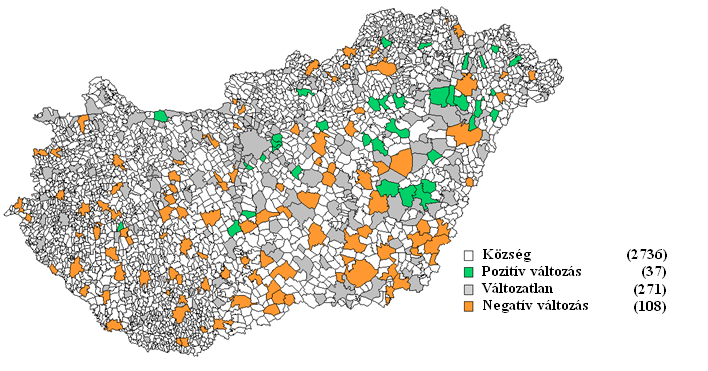 Község (2736)
Pozitív változás (37)
Változatlan (271)
Negatív változás (108)